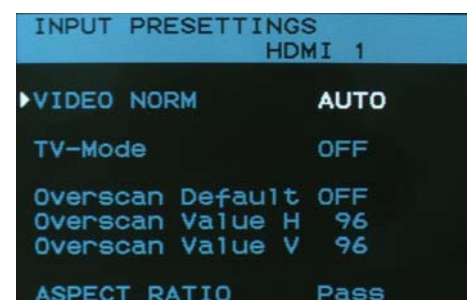 INPUT PRESETTINGS
HDMI 1
▶VIDEO NORM AUTO
TV-Mode OFF
Overscan Default OFF
Overscan Value H 96
Overscan Value V 96
ASPECT RATIO Pass